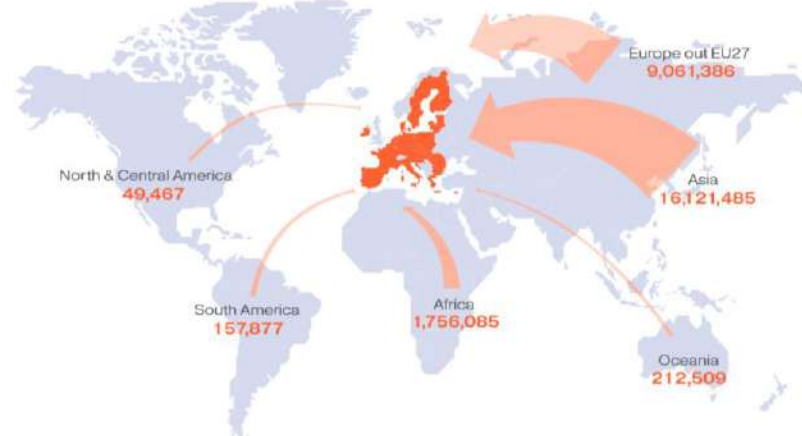 Europe out EU27
9,061,386
North & Central America
49,467
Asia
16,121,485
South America
157,877
Africa
1,756,085
Oceania
212,509